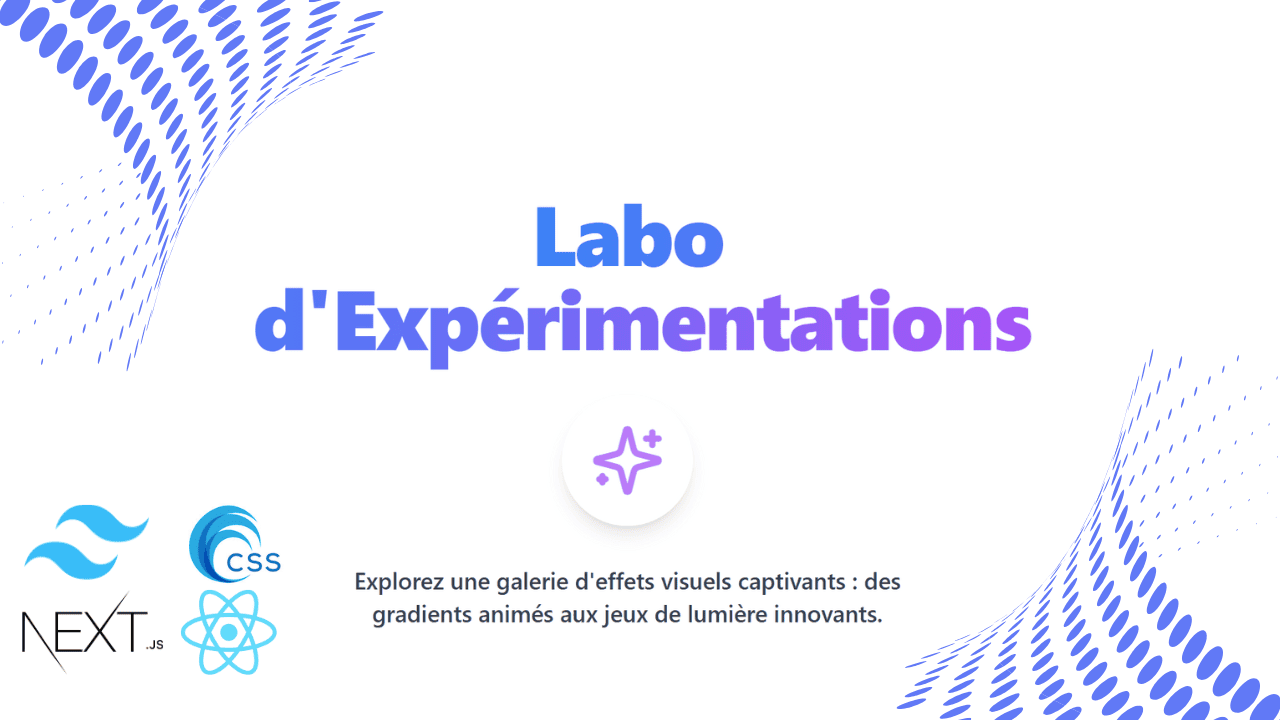 Labo
d'Expérimentations
css
NEXT.JS
Explorez une galerie d'effets visuels captivants : des
gradients animés aux jeux de lumière innovants.